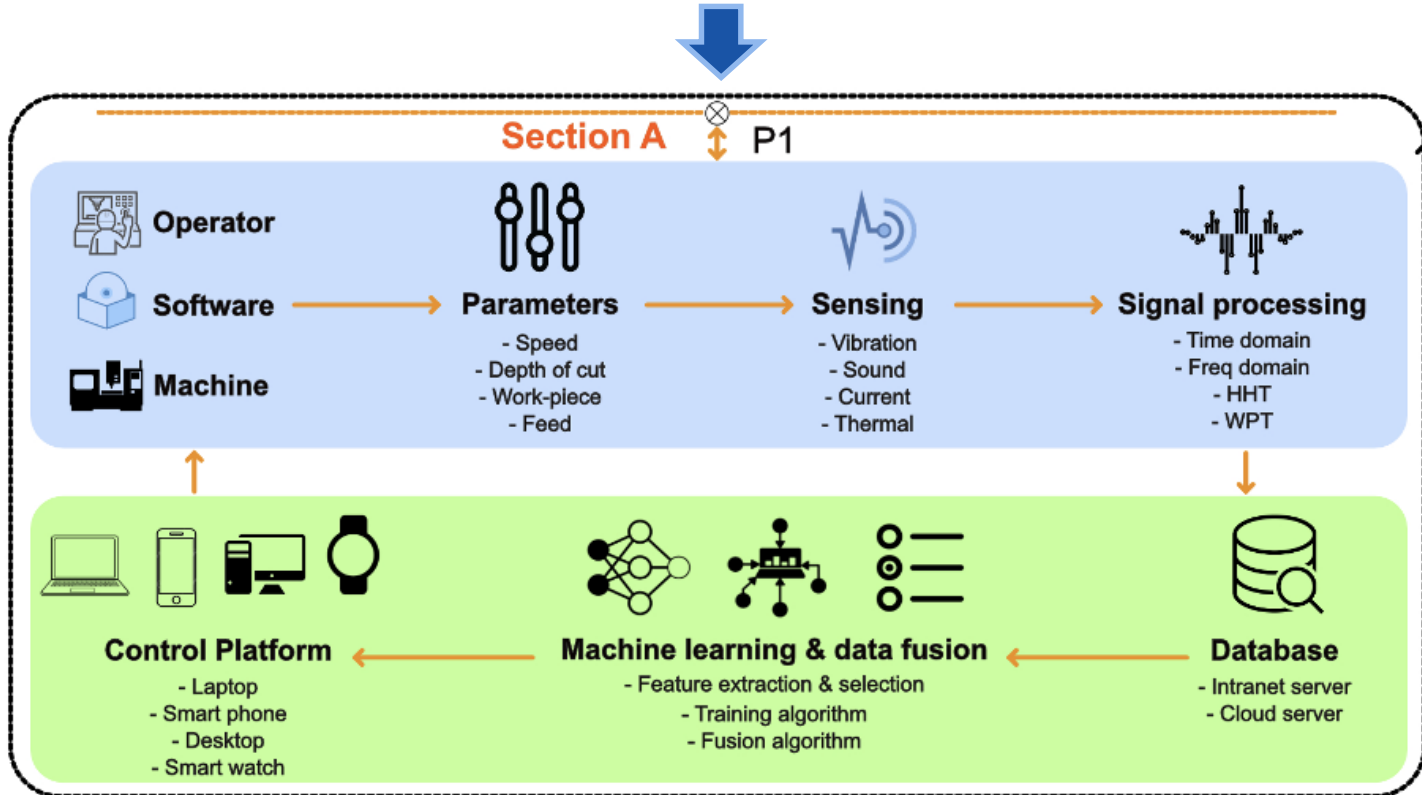 Section A
P1
Operator
Software
Machine
Parameters
- Speed
- Depth of cut
- Work-piece
- Feed
Sensing
- Vibration
- Sound
- Current
- Thermal
Signal processing
- Time domain
- Freq domain
- HHT
- WPT
Control Platform
- Laptop
- Smart phone
- Desktop
- Smart watch
Machine learning & data fusion
- Feature extraction & selection
- Training algorithm
- Fusion algorithm
Database
- Intranet server
- Cloud server